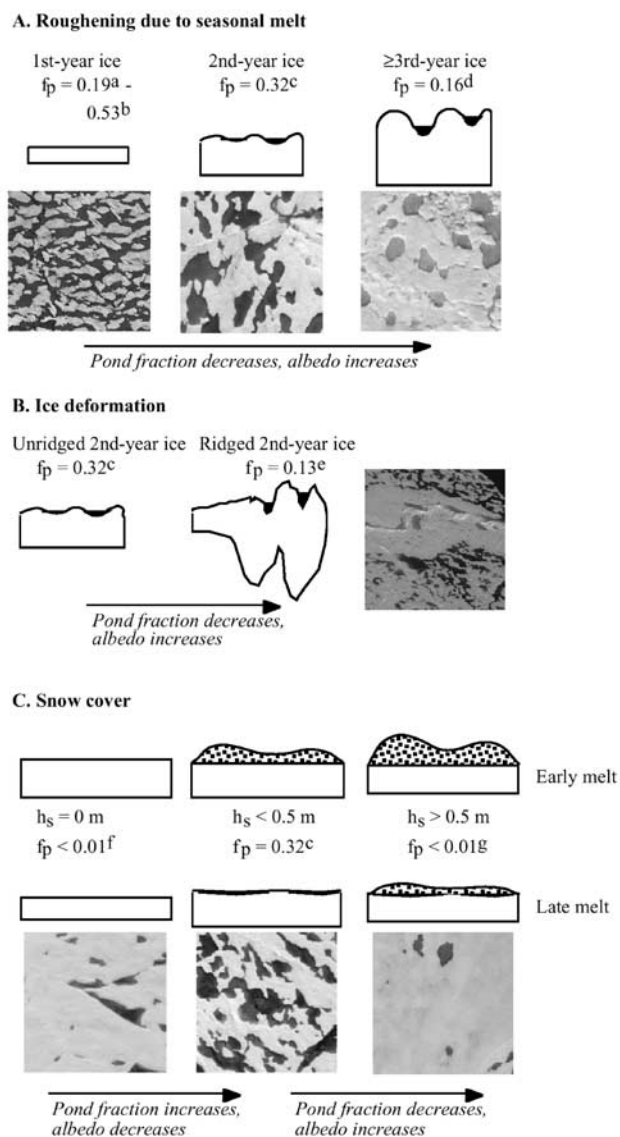 A. Roughening due to seasonal melt
1st-year ice 2nd-year ice ≥3rd-year ice
fp = 0.19a - fp = 0.32c fp = 0.16d
0.53b
Pond fraction decreases, albedo increases
B. Ice deformation
Unridged 2nd-year ice Ridged 2nd-year ice
fp = 0.32c fp = 0.13e
Pond fraction decreases,
albedo increases
C. Snow cover
Early melt
hs = 0 m hs < 0.5 m hs > 0.5 m
fp < 0.01f fp = 0.32c fp < 0.01g
Late melt
Pond fraction increases, Pond fraction decreases,
albedo decreases albedo increases